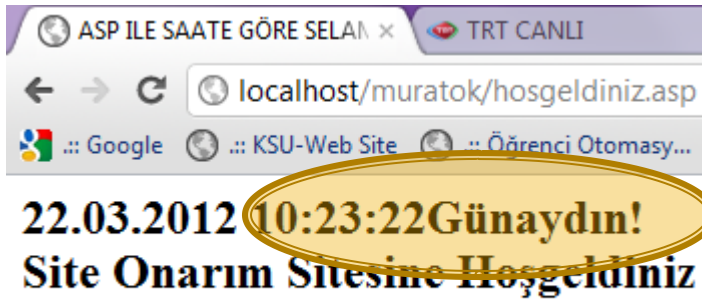 ASP ILE SAATE GÖRE SELAN
TRT CANLI
localhost/muratok/hosgeldiniz.asp
.:: Google .:: KSU-Web Site .:: Öğrenci Otomasy...
22.03.2012 10:23:22Günaydın!
Site Onarım Sitesine Hoşgeldiniz